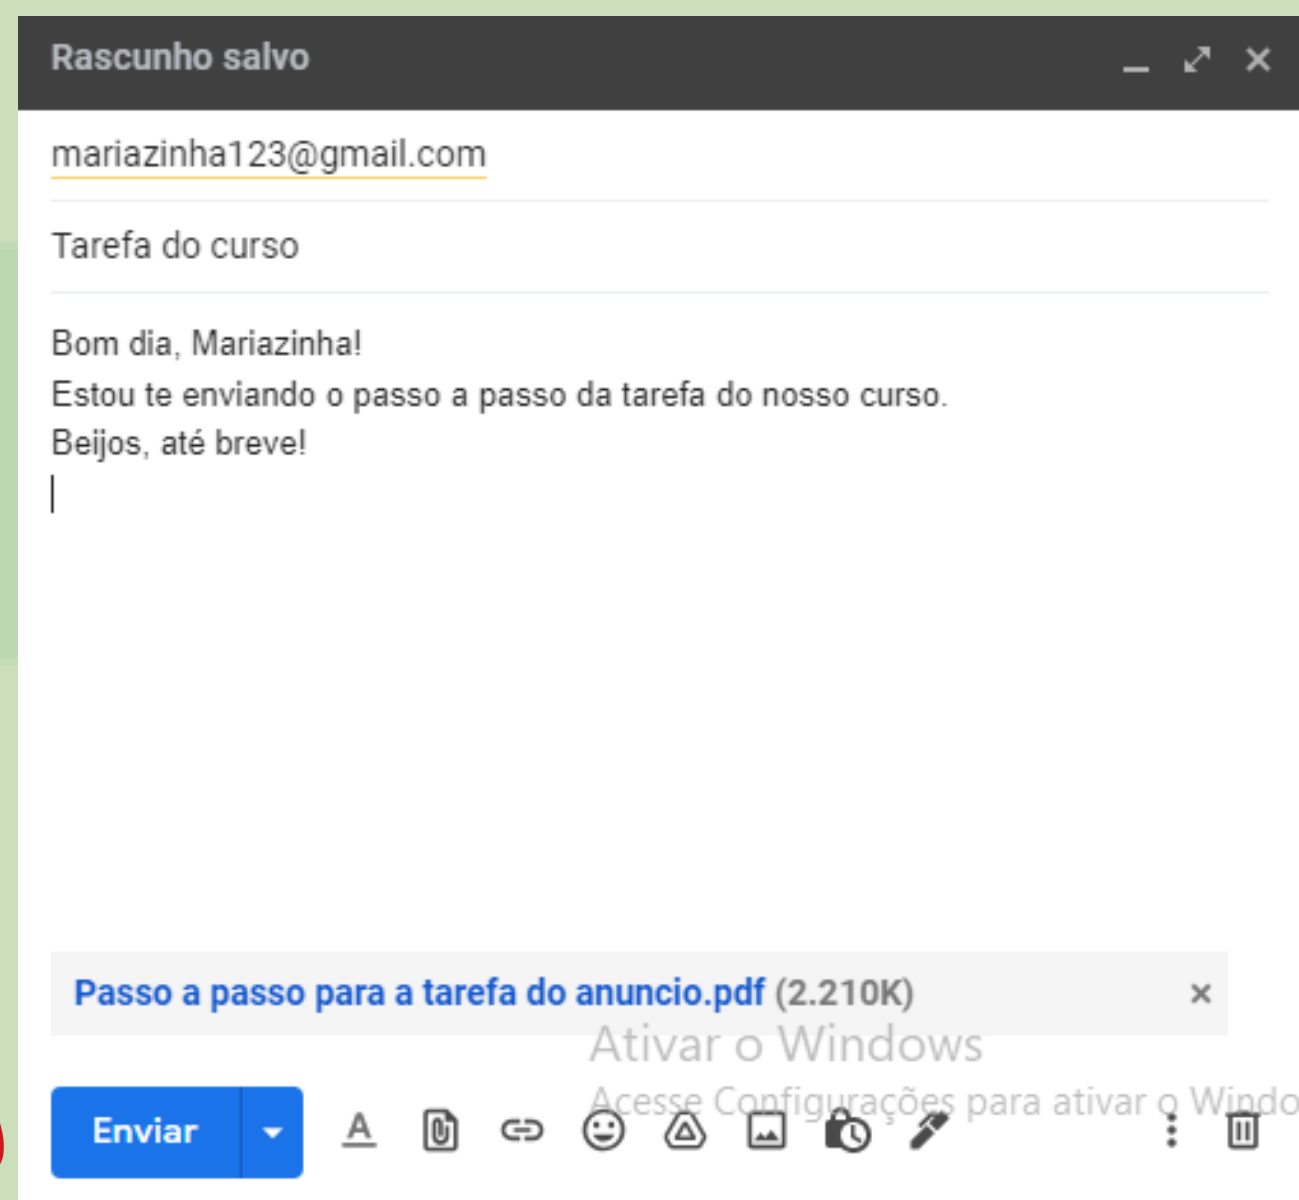 Rascunho salvo
mariazinha123@gmail.com
Tarefa do curso
Bom dia, Mariazinha!
Estou te enviando o passo a passo da tarefa do nosso curso.
Beijos, até breve!
Passo a passo para a tarefa do anuncio.pdf (2.210K)
Ativar o Windows
Acesse Configurações para ativar o Windo
Enviar